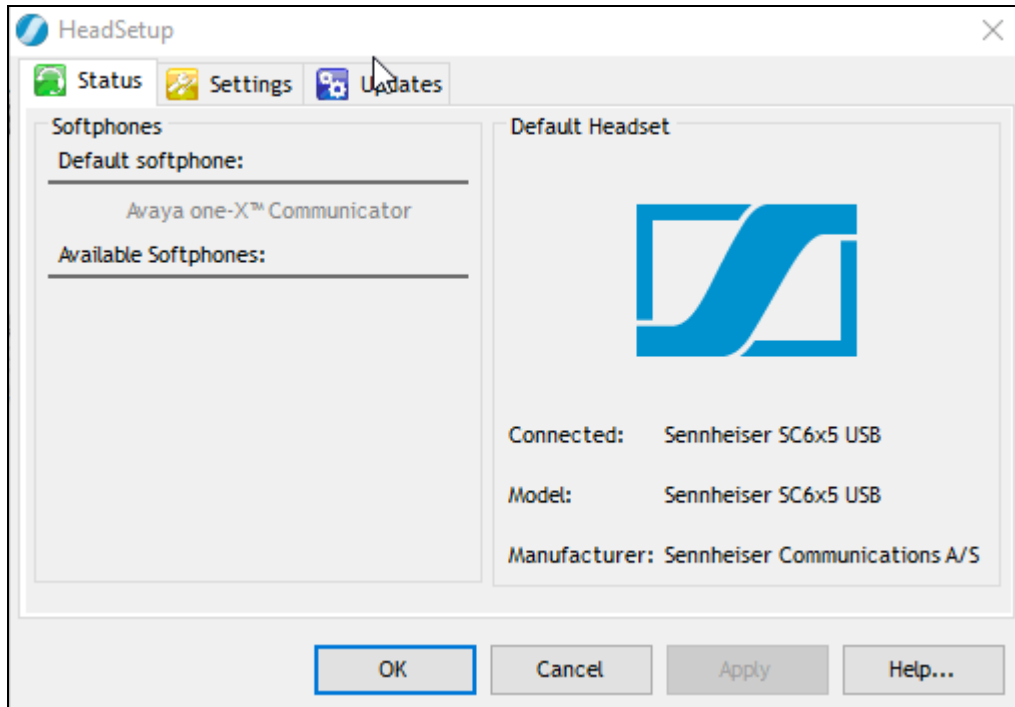 HeadSetup
Status
Settings
Updates
Softphones
Default softphone:
Avaya one-X™ Communicator
Available Softphones:
Default Headset
Connected: Sennheiser SC6x5 USB
Model: Sennheiser SC6x5 USB
Manufacturer: Sennheiser Communications A/S
OK
Cancel
Apply
Help...